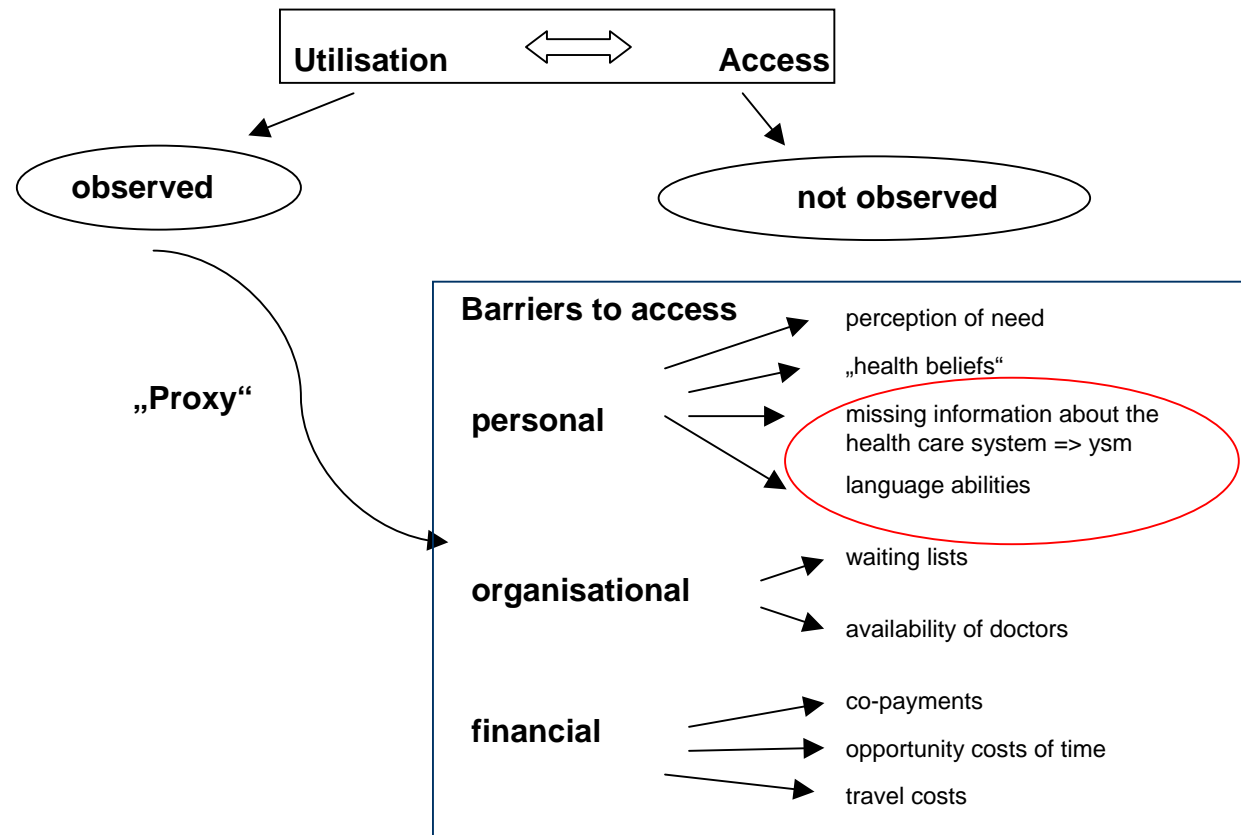 Utilisation Access
observed
not observed
Barriers to access
perception of need
„health beliefs“
„Proxy“
personal
missing information about the
health care system => ysm
language abilities
waiting lists
organisational
availability of doctors
co-payments
financial
opportunity costs of time
travel costs